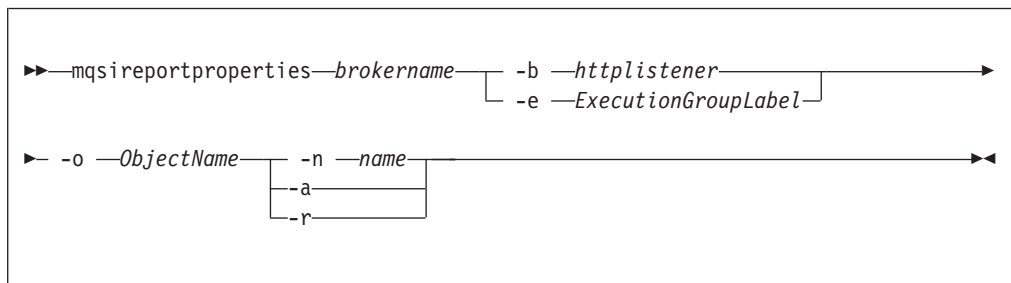 mqsireportproperties brokername -b httplistener
-e ExecutionGroupLabel
-o ObjectName -n name
-a
-r